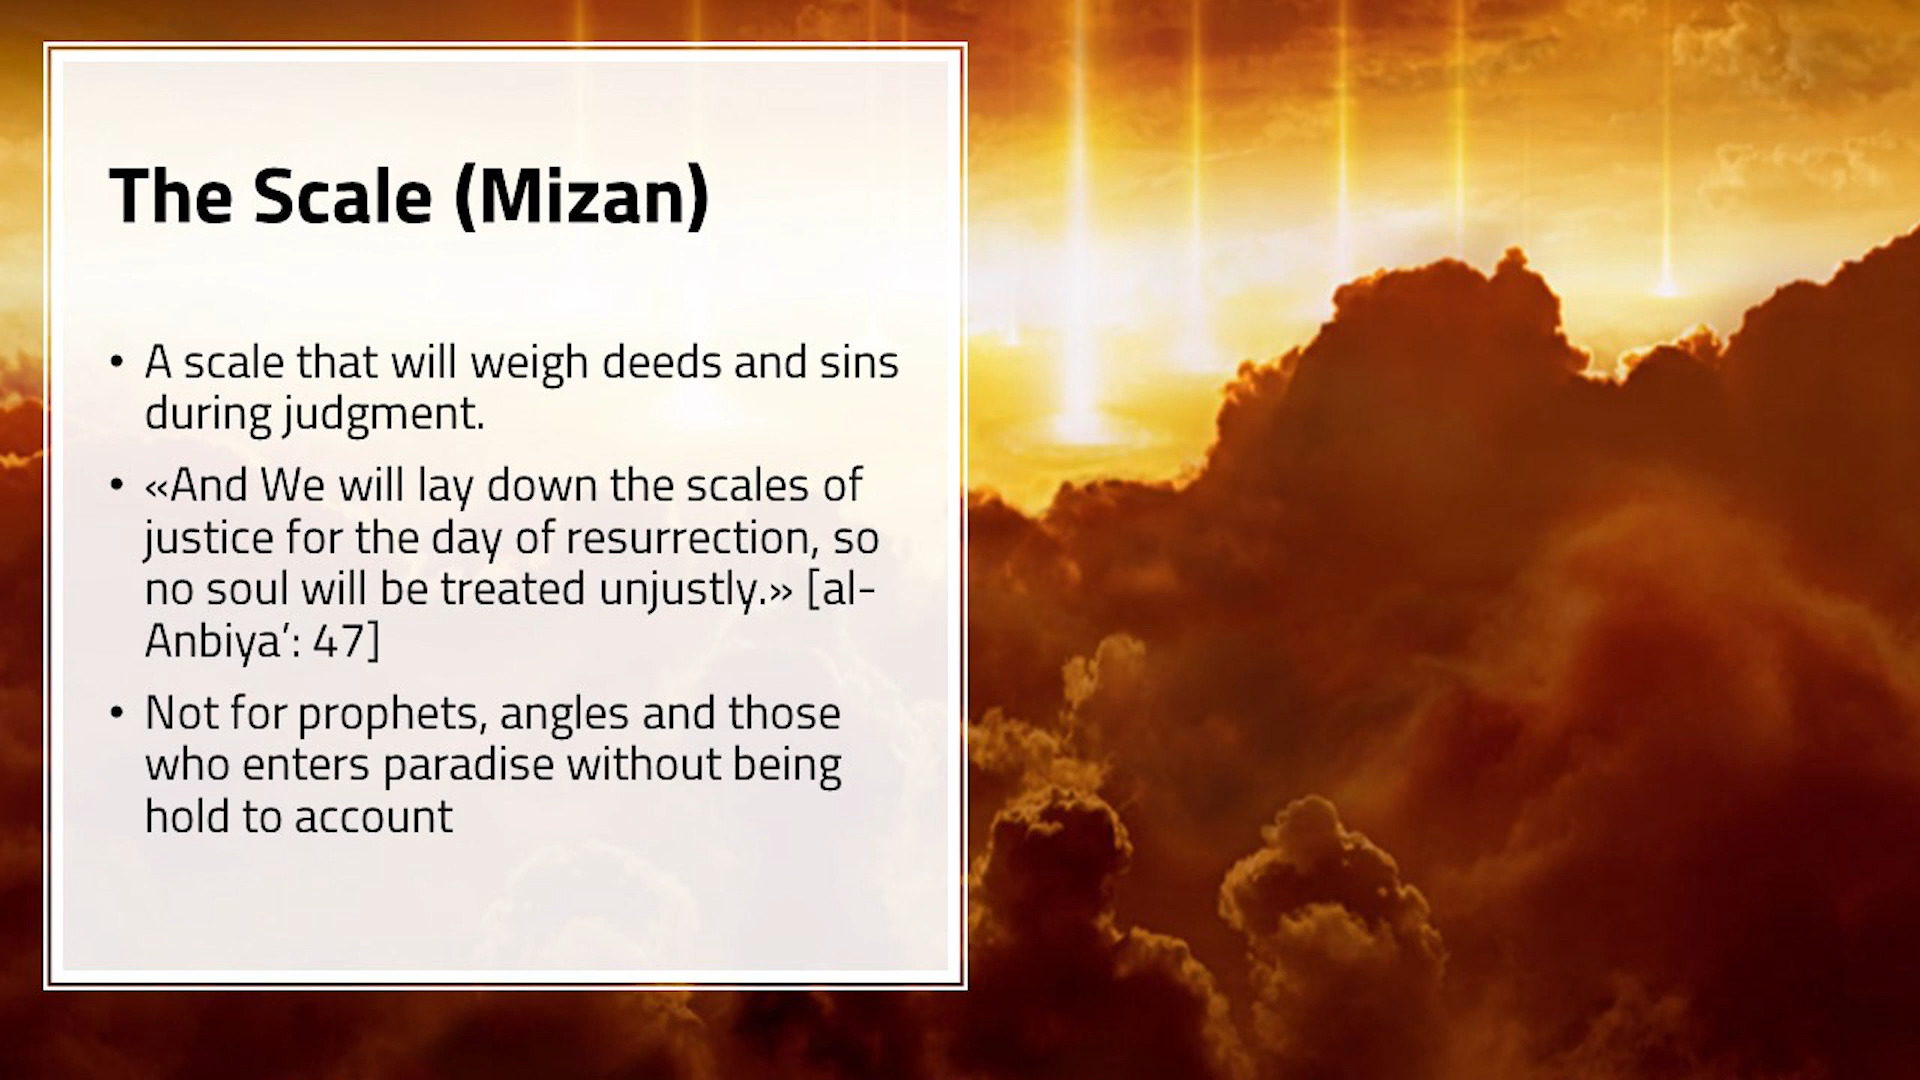 The Scale (Mizan)
• A scale that will weigh deeds and sins
during judgment.
• «And We will lay down the scales of
justice for the day of resurrection, so
no soul will be treated unjustly.» [al-
Anbiya’: 47]
• Not for prophets, angles and those
who enters paradise without being
hold to account